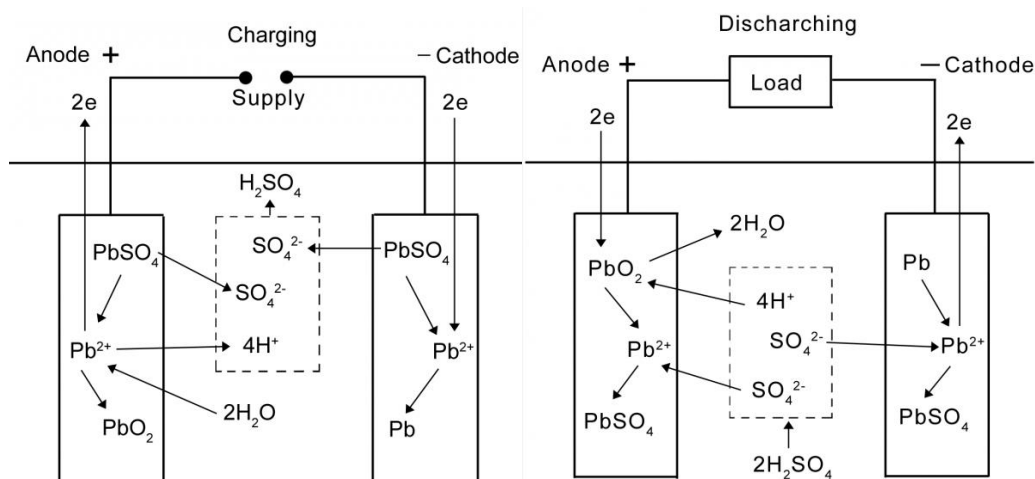 Charging
Anode +
− Cathode
Supply
2e
2e
H₂SO₄
PbSO₄
SO₄²⁻
PbSO₄
SO₄²⁻
Pb²⁺
4H⁺
Pb²⁺
2H₂O
PbO₂
Pb
Discharching
Anode +
− Cathode
Load
2e
2e
2H₂O
PbO₂
Pb
4H⁺
Pb²⁺
SO₄²⁻
Pb²⁺
SO₄²⁻
PbSO₄
PbSO₄
2H₂SO₄